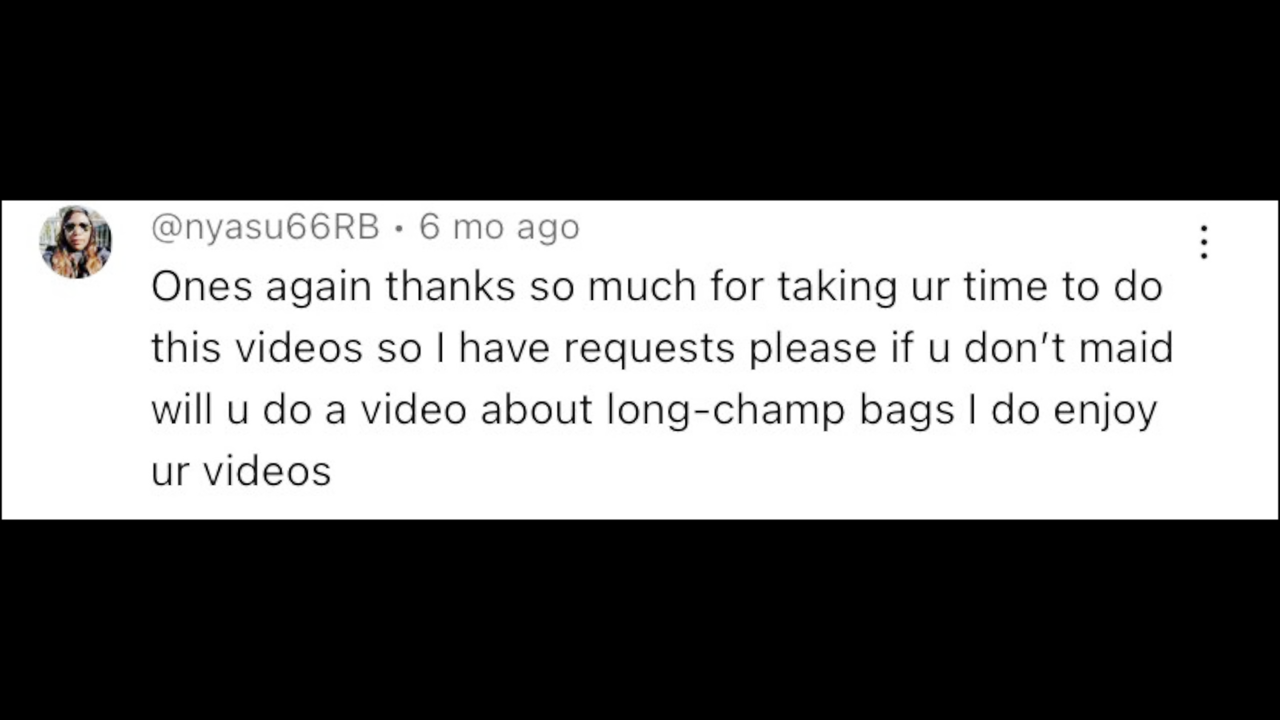 @nyasu66RB • 6 mo ago
Ones again thanks so much for taking ur time to do
this videos so I have requests please if u don’t maid
will u do a video about long-champ bags I do enjoy
ur videos